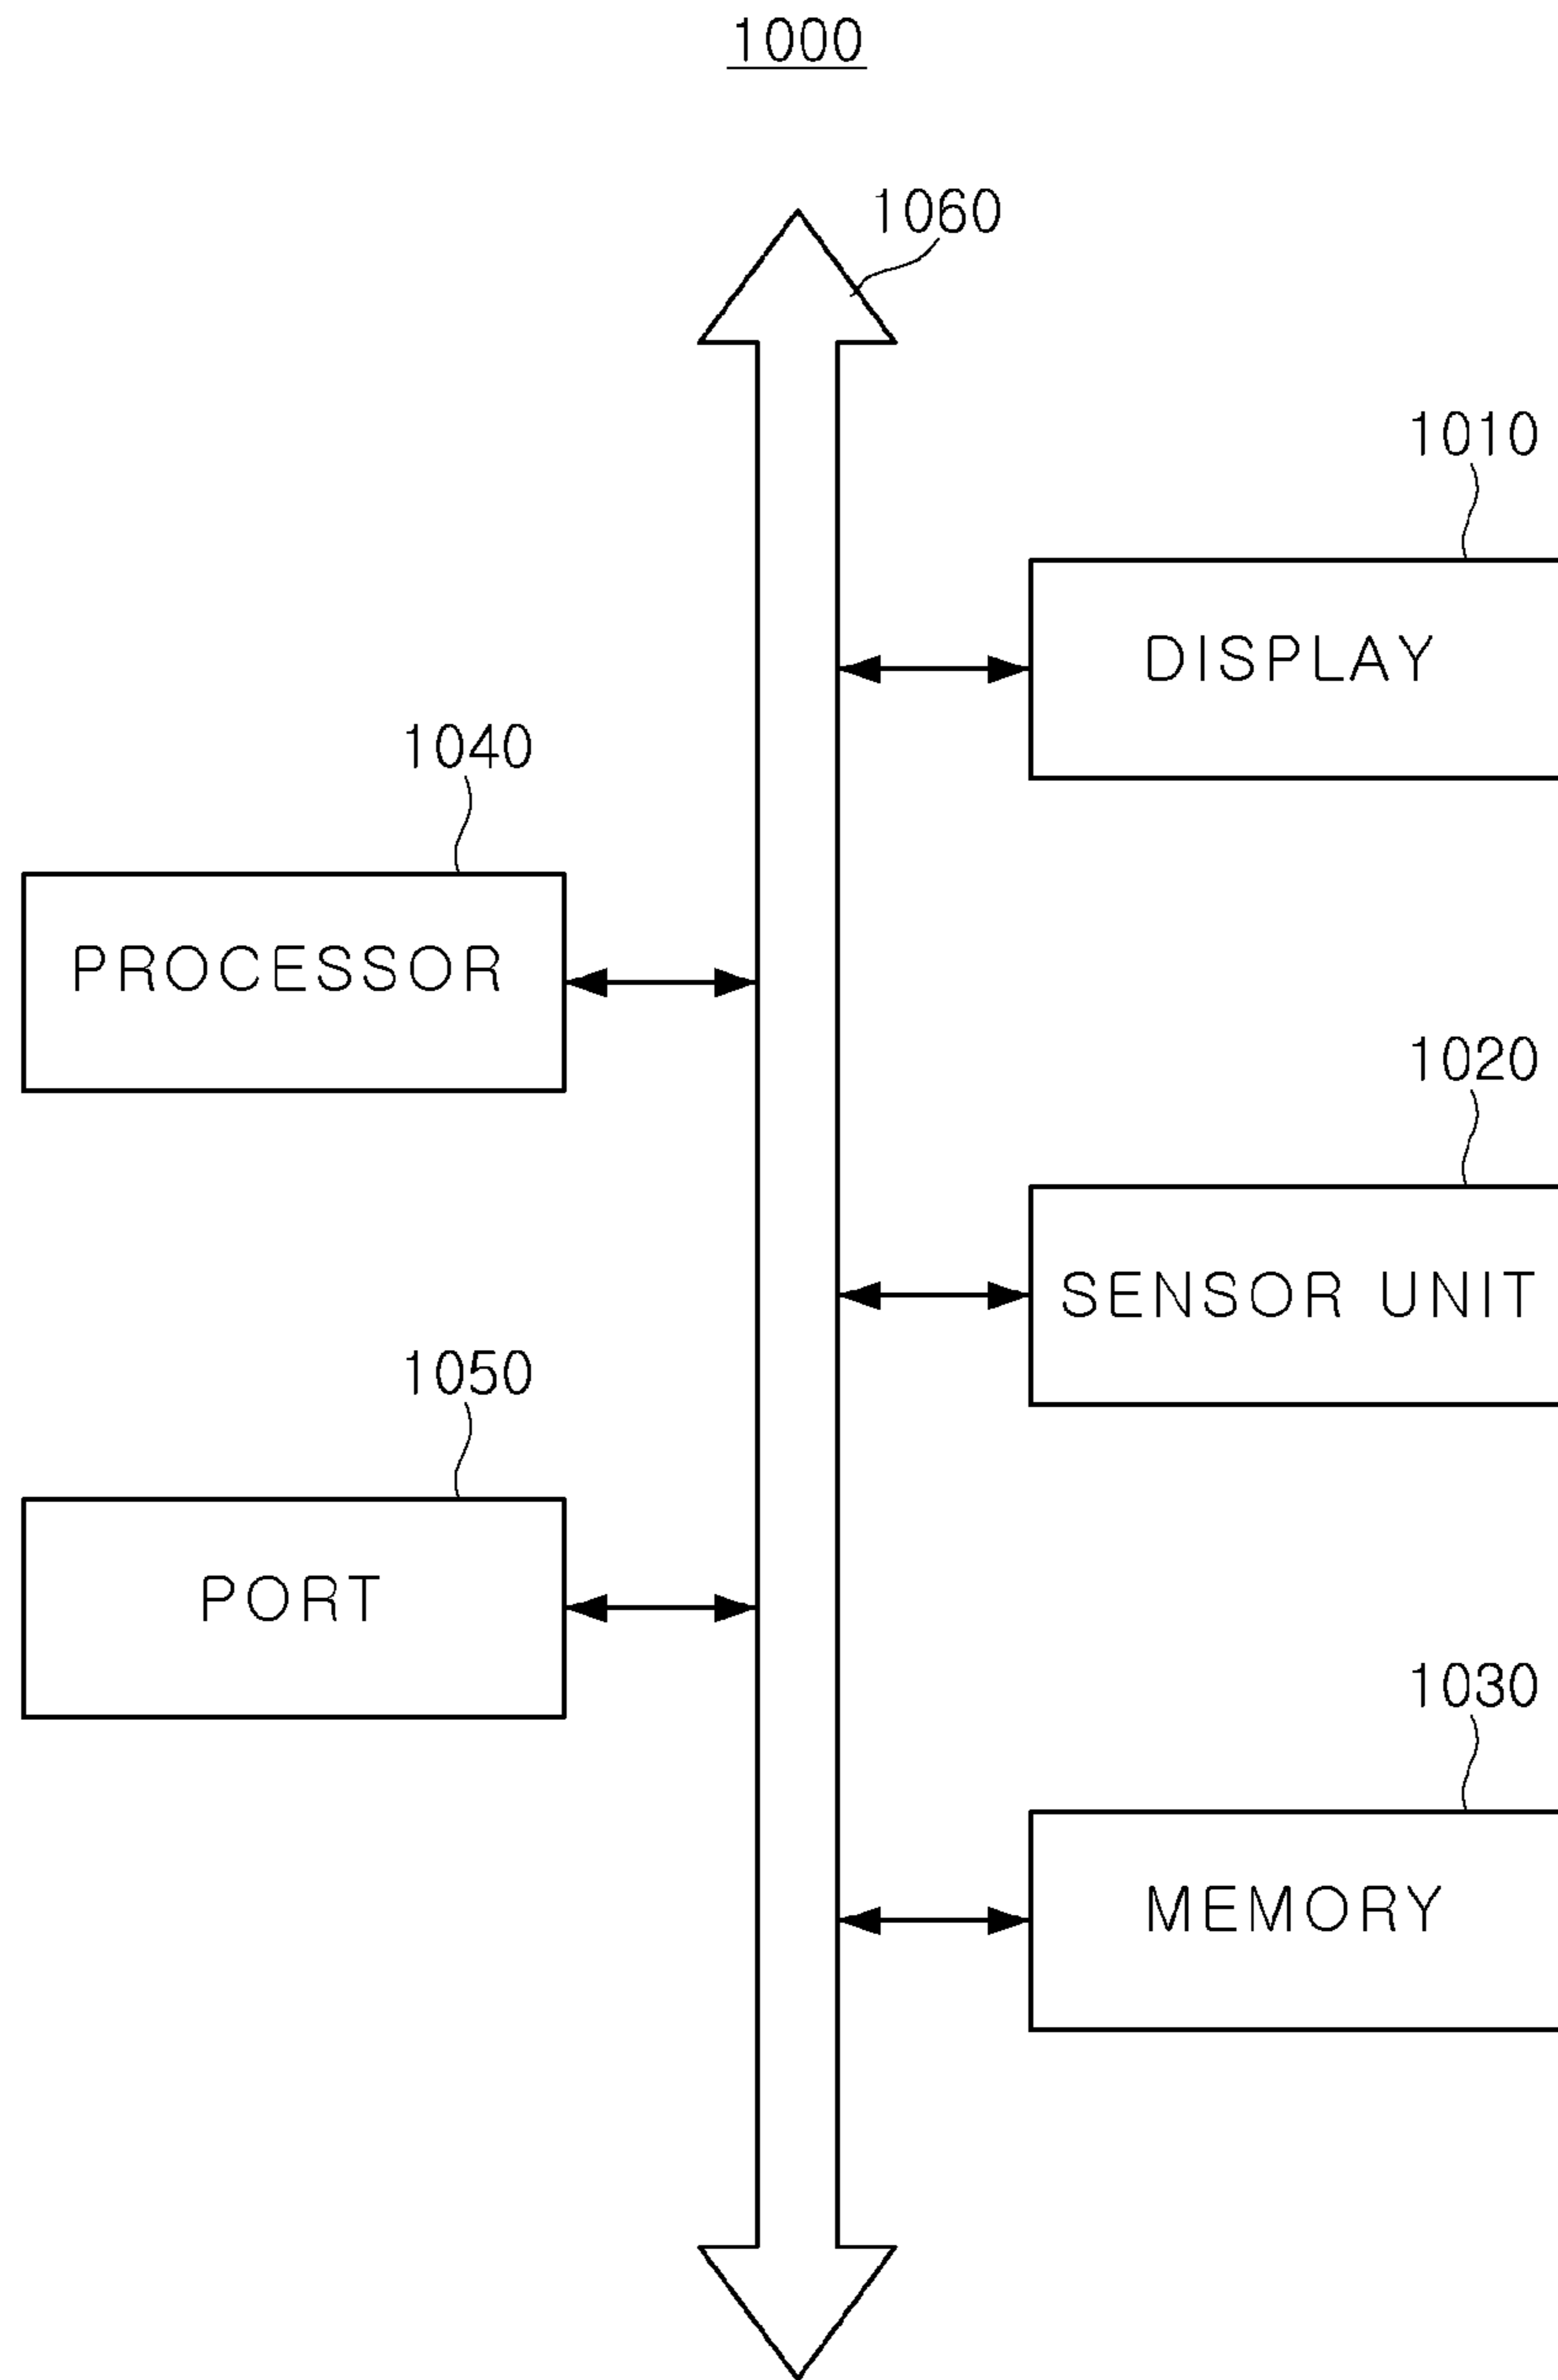 1000
1060
1010
DISPLAY
1040
PROCESSOR
1020
SENSOR UNIT
1050
PORT
1030
MEMORY